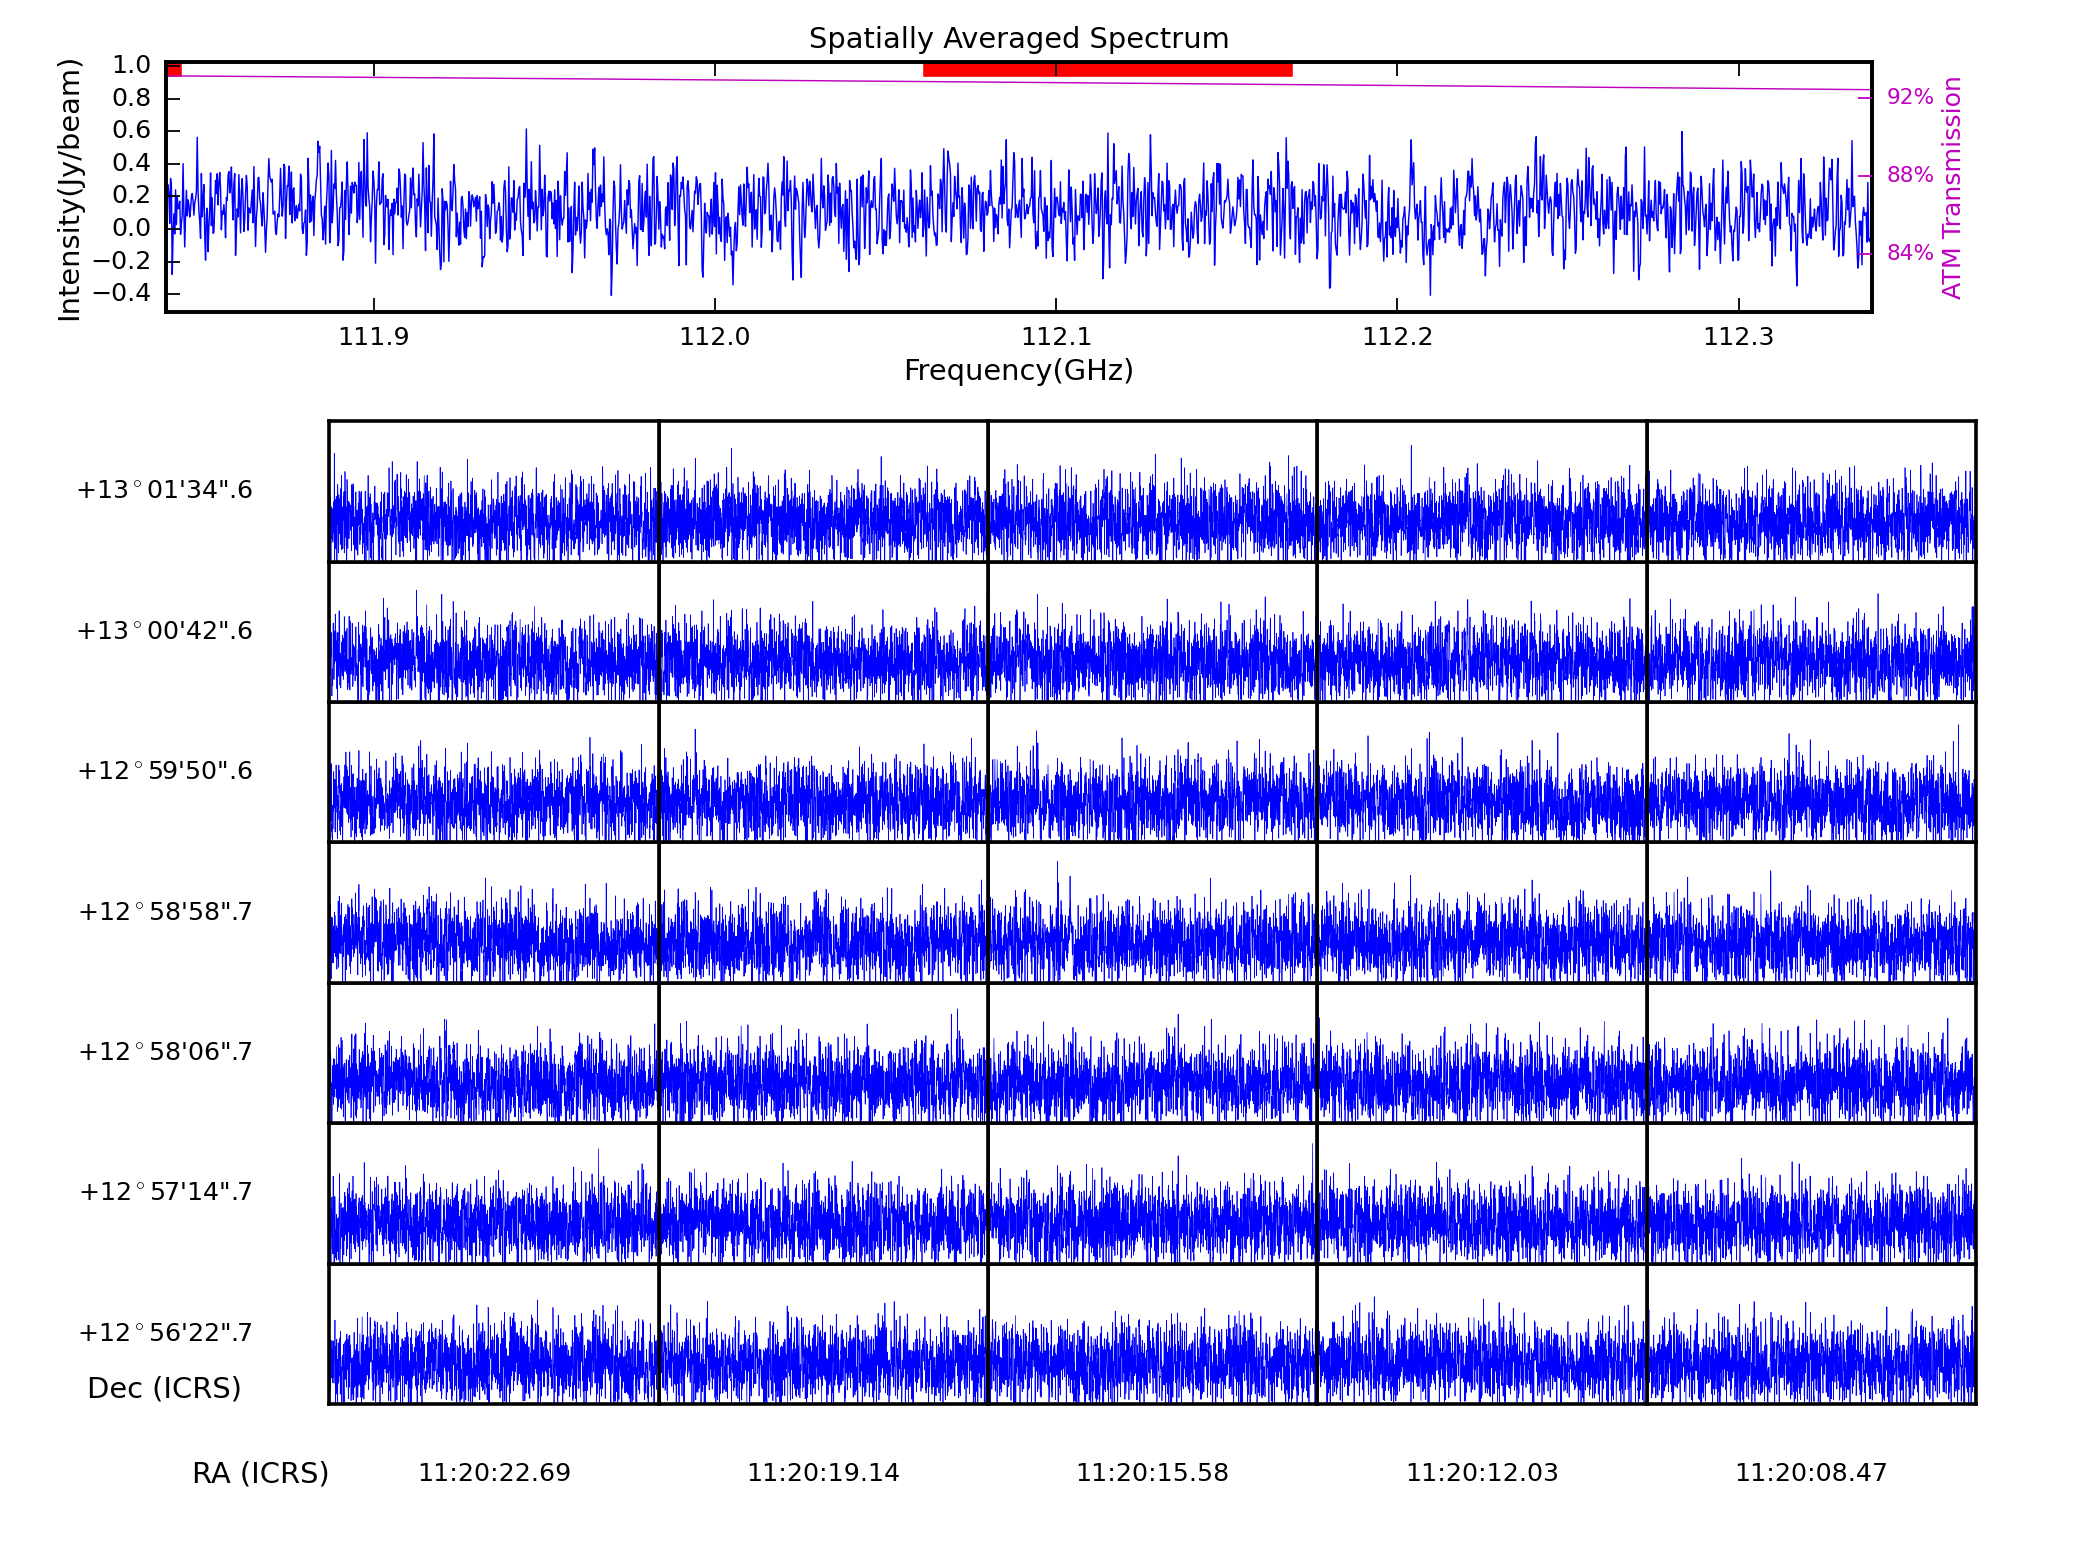 Spatially Averaged Spectrum
Intensity(Jy/beam)
1.0
0.8
0.6
0.4
0.2
0.0
−0.2
−0.4
92%
88%
84%
ATM Transmission
111.9 112.0 112.1 112.2 112.3
Frequency(GHz)
+13°01'34".6
+13°00'42".6
+12°59'50".6
+12°58'58".7
+12°58'06".7
+12°57'14".7
+12°56'22".7
Dec (ICRS)
RA (ICRS) 11:20:22.69 11:20:19.14 11:20:15.58 11:20:12.03 11:20:08.47